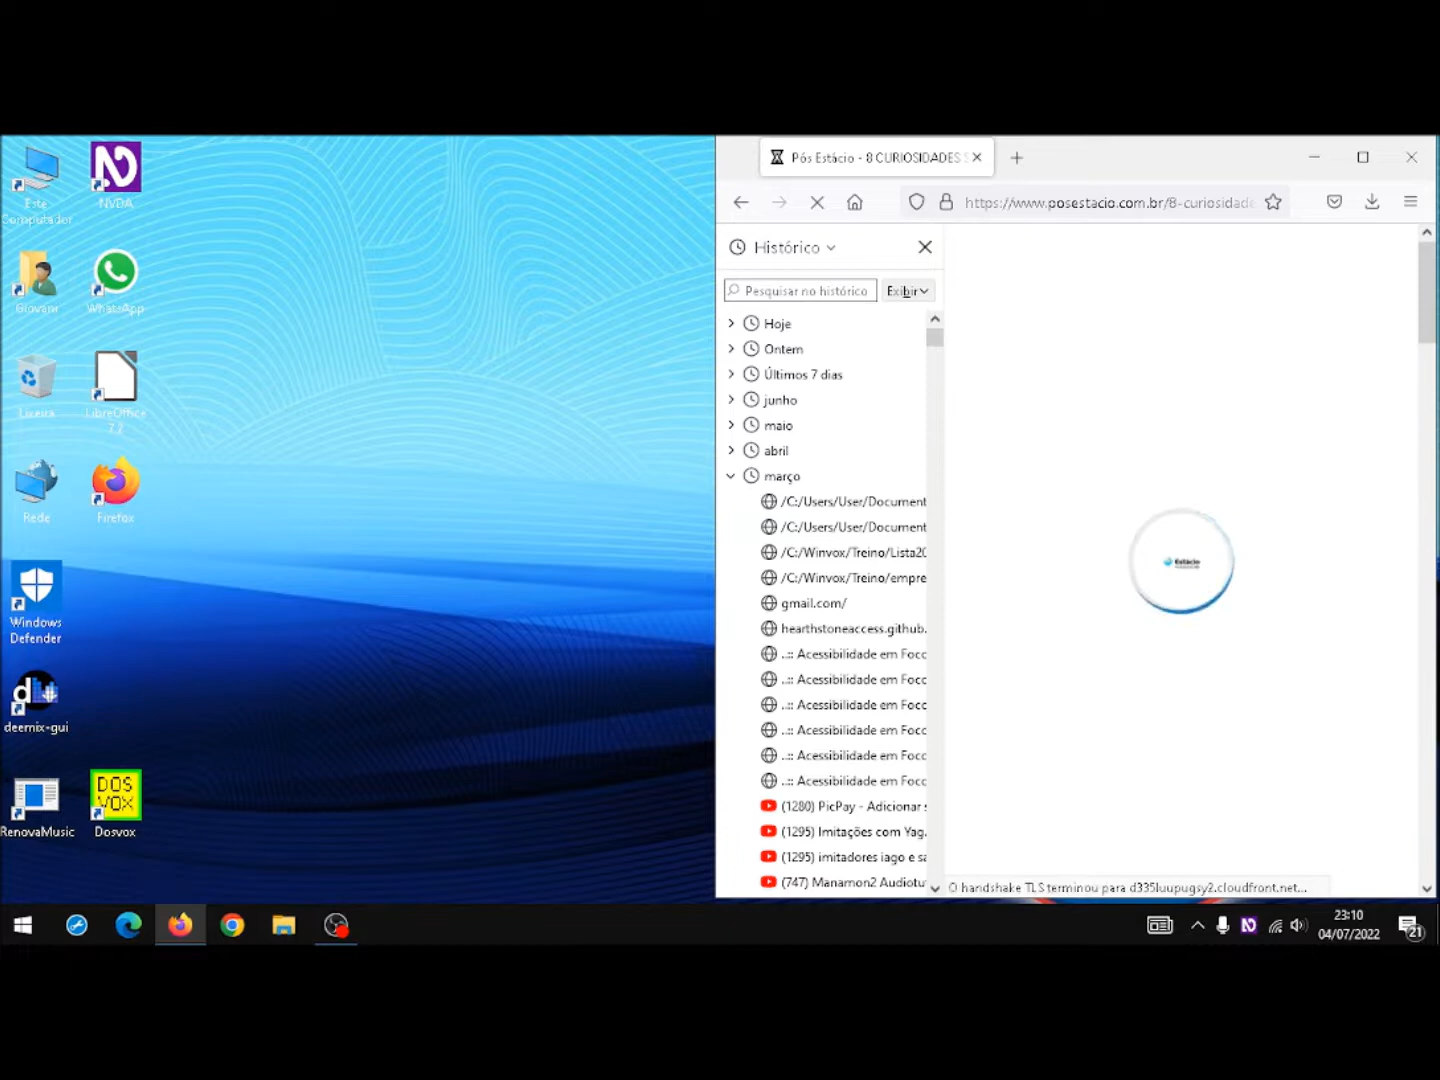 Este
Computador
NVDA
Giovani
WhatsApp
Lixeira
LibreOffice
7.2
Rede
Firefox
Windows
Defender
deemix-gui
RenovaMusic
DOS
VOX
Dosvox
Pós Estácio - 8 CURIOSIDADES
https://www.posestacio.com.br/8-curiosidade
Histórico
Pesquisar no histórico
Exibir
Hoje
Ontem
Últimos 7 dias
junho
maio
abril
março
/C:/Users/User/Document
/C:/Users/User/Document
/C:/Winvox/Treino/Lista20
/C:/Winvox/Treino/empre
gmail.com/
hearthstoneaccess.github.
..:: Acessibilidade em Foco
..:: Acessibilidade em Foco
..:: Acessibilidade em Foco
..:: Acessibilidade em Foco
..:: Acessibilidade em Foco
..:: Acessibilidade em Foco
(1280) PicPay - Adicionar s
(1295) Imitações com Yag
(1295) imitadores iago e sa
(747) Manamon2 Audiotu
Estácio
O handshake TLS terminou para d335luupugsy2.cloudfront.net...
23:10
04/07/2022
21